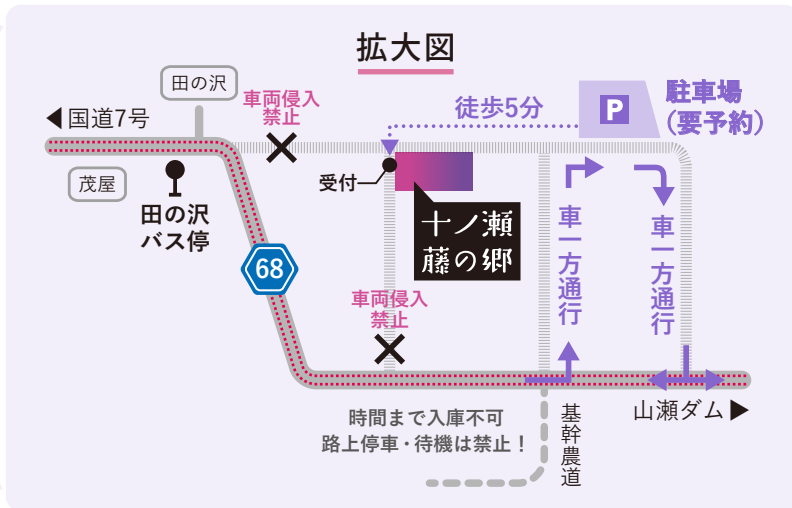 拡大図
田の沢
車両侵入
禁止
徒歩5分
P
駐車場
（要予約）
◀国道7号
茂屋
田の沢
バス停
受付
十ノ瀬
藤の郷
68
車一方通行
車一方通行
車両侵入
禁止
山瀬ダム▶
時間まで入庫不可
路上停車・待機は禁止！
基幹農道